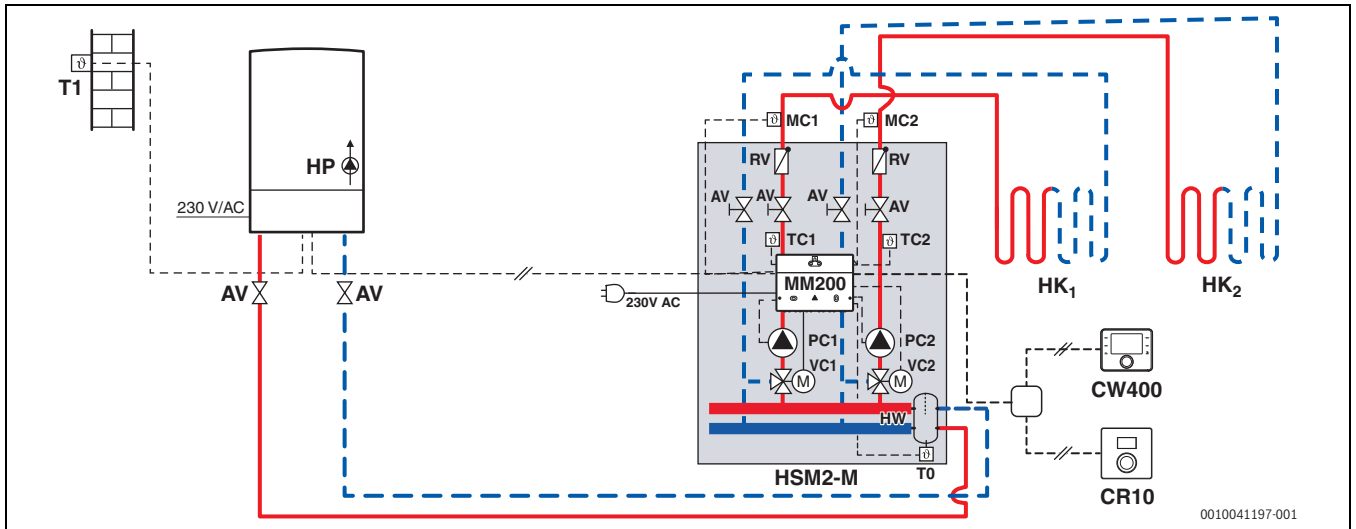 T1
HP
230 V/AC
AV
AV
MC1
MC2
RV
RV
AV
AV
AV
AV
TC1
TC2
MM200
230V AC
PC1
PC2
VC1
VC2
M
M
HW
T0
HSM2-M
HK1
HK2
CW400
CR10
0010041197-001
ϑ
ϑ
ϑ
ϑ
ϑ
ϑ